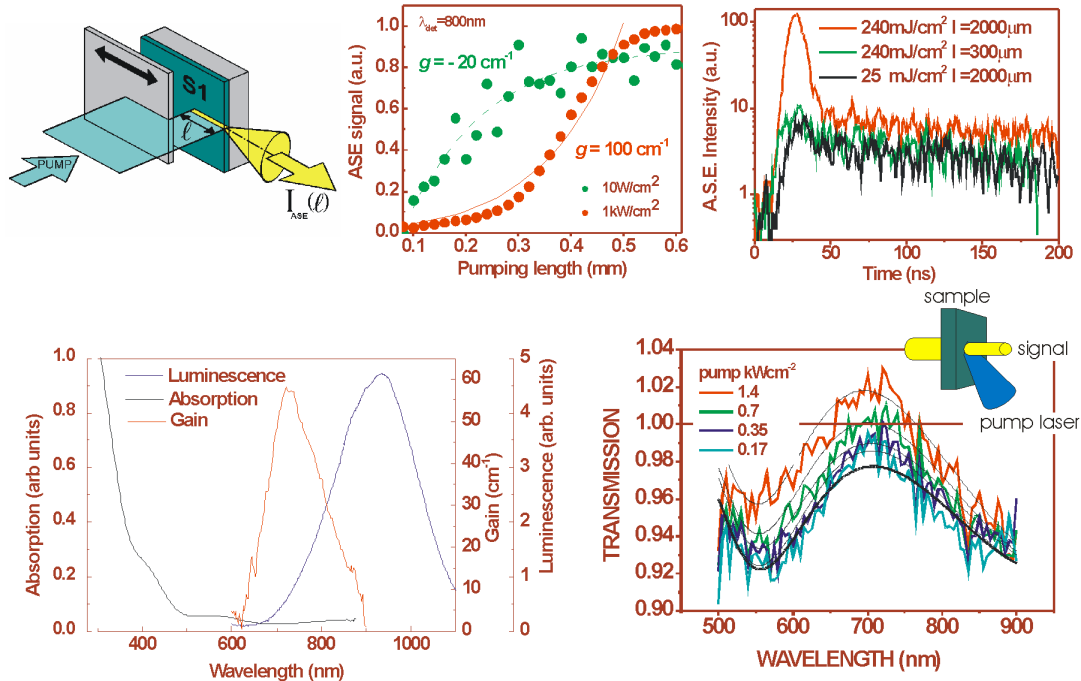 S1
ℓ
PUMP
I_ASE(ℓ)
λdet=800nm
g = - 20 cm⁻¹
g = 100 cm⁻¹
10W/cm²
1kW/cm²
ASE signal (a.u.)
1.0
0.8
0.6
0.4
0.2
0.0
0.1 0.2 0.3 0.4 0.5 0.6
Pumping length (mm)
240mJ/cm² l =2000µm
240mJ/cm² l =300µm
25 mJ/cm² l =2000µm
A.S.E. Intensity (a.u.)
100
10
1
0 50 100 150 200
Time (ns)
Luminescence
Absorption
Gain
Absorption (arb units)
1.0
0.8
0.6
0.4
0.2
0.0
400 600 800 1000
Wavelength (nm)
60
50
40
30
20
10
0
Gain (cm⁻¹)
5
4
3
2
1
0
Luminescence (arb. units)
sample
signal
pump laser
pump kWcm⁻²
1.4
0.7
0.35
0.17
TRANSMISSION
1.04
1.02
1.00
0.98
0.96
0.94
0.92
0.90
500 600 700 800 900
WAVELENGTH (nm)